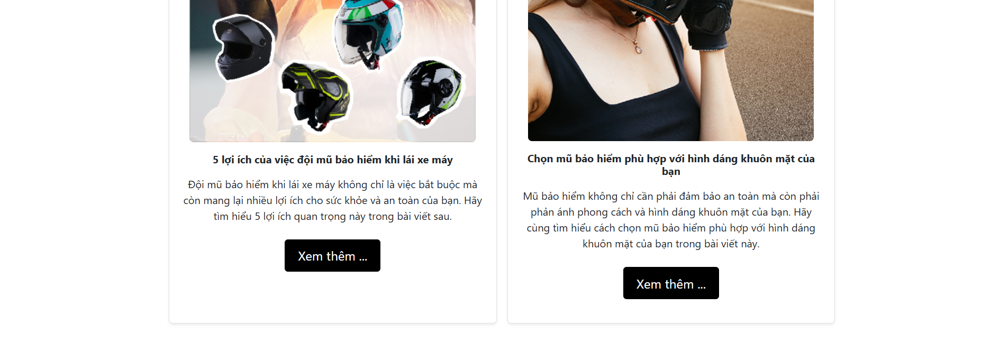 5 lợi ích của việc đội mũ bảo hiểm khi lái xe máy
Đội mũ bảo hiểm khi lái xe máy không chỉ là việc bắt buộc mà
còn mang lại nhiều lợi ích cho sức khỏe và an toàn của bạn. Hãy
tìm hiểu 5 lợi ích quan trọng này trong bài viết sau.
Xem thêm ...
Chọn mũ bảo hiểm phù hợp với hình dáng khuôn mặt của
bạn
Mũ bảo hiểm không chỉ cần phải đảm bảo an toàn mà còn phải
phản ánh phong cách và hình dáng khuôn mặt của bạn. Hãy
cùng tìm hiểu cách chọn mũ bảo hiểm phù hợp với hình dáng
khuôn mặt của bạn trong bài viết này.
Xem thêm ...